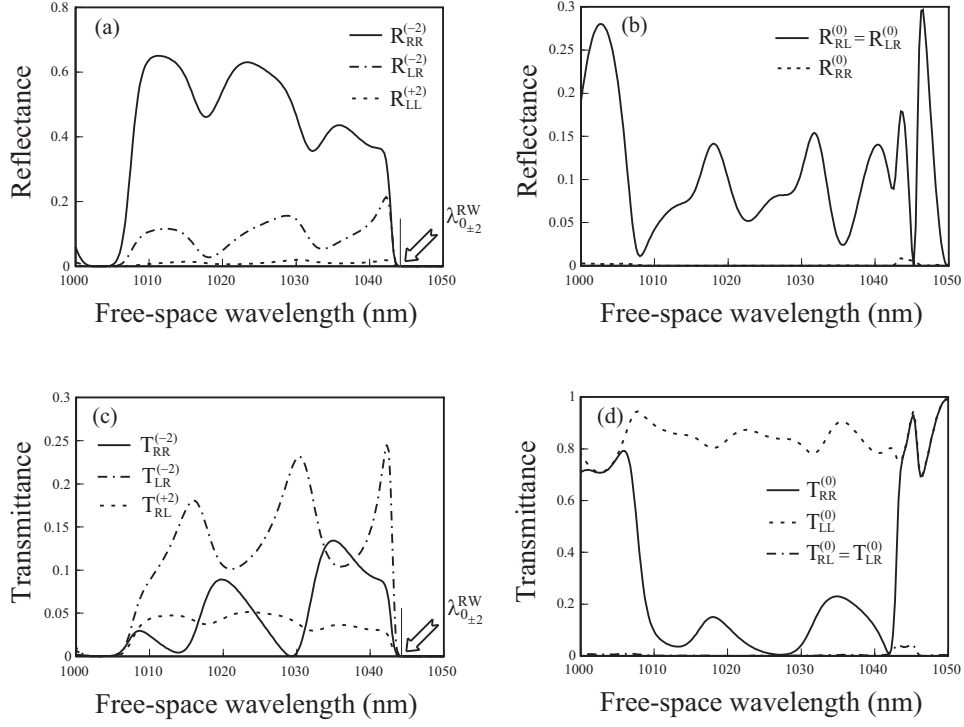 (a)
R_RR^(-2)
R_LR^(-2)
R_LL^(+2)
λ_0±2^RW
Reflectance
0.8
0.6
0.4
0.2
0
1000 1010 1020 1030 1040 1050
Free-space wavelength (nm)
(b)
R_RL^(0) = R_LR^(0)
R_RR^(0)
Reflectance
0.3
0.25
0.2
0.15
0.1
0.05
0
1000 1010 1020 1030 1040 1050
Free-space wavelength (nm)
(c)
T_RR^(-2)
T_LR^(-2)
T_RL^(+2)
λ_0±2^RW
Transmittance
0.3
0.25
0.2
0.15
0.1
0.05
0
1000 1010 1020 1030 1040 1050
Free-space wavelength (nm)
(d)
T_RR^(0)
T_LL^(0)
T_RL^(0) = T_LR^(0)
Transmittance
1
0.8
0.6
0.4
0.2
0
1000 1010 1020 1030 1040 1050
Free-space wavelength (nm)